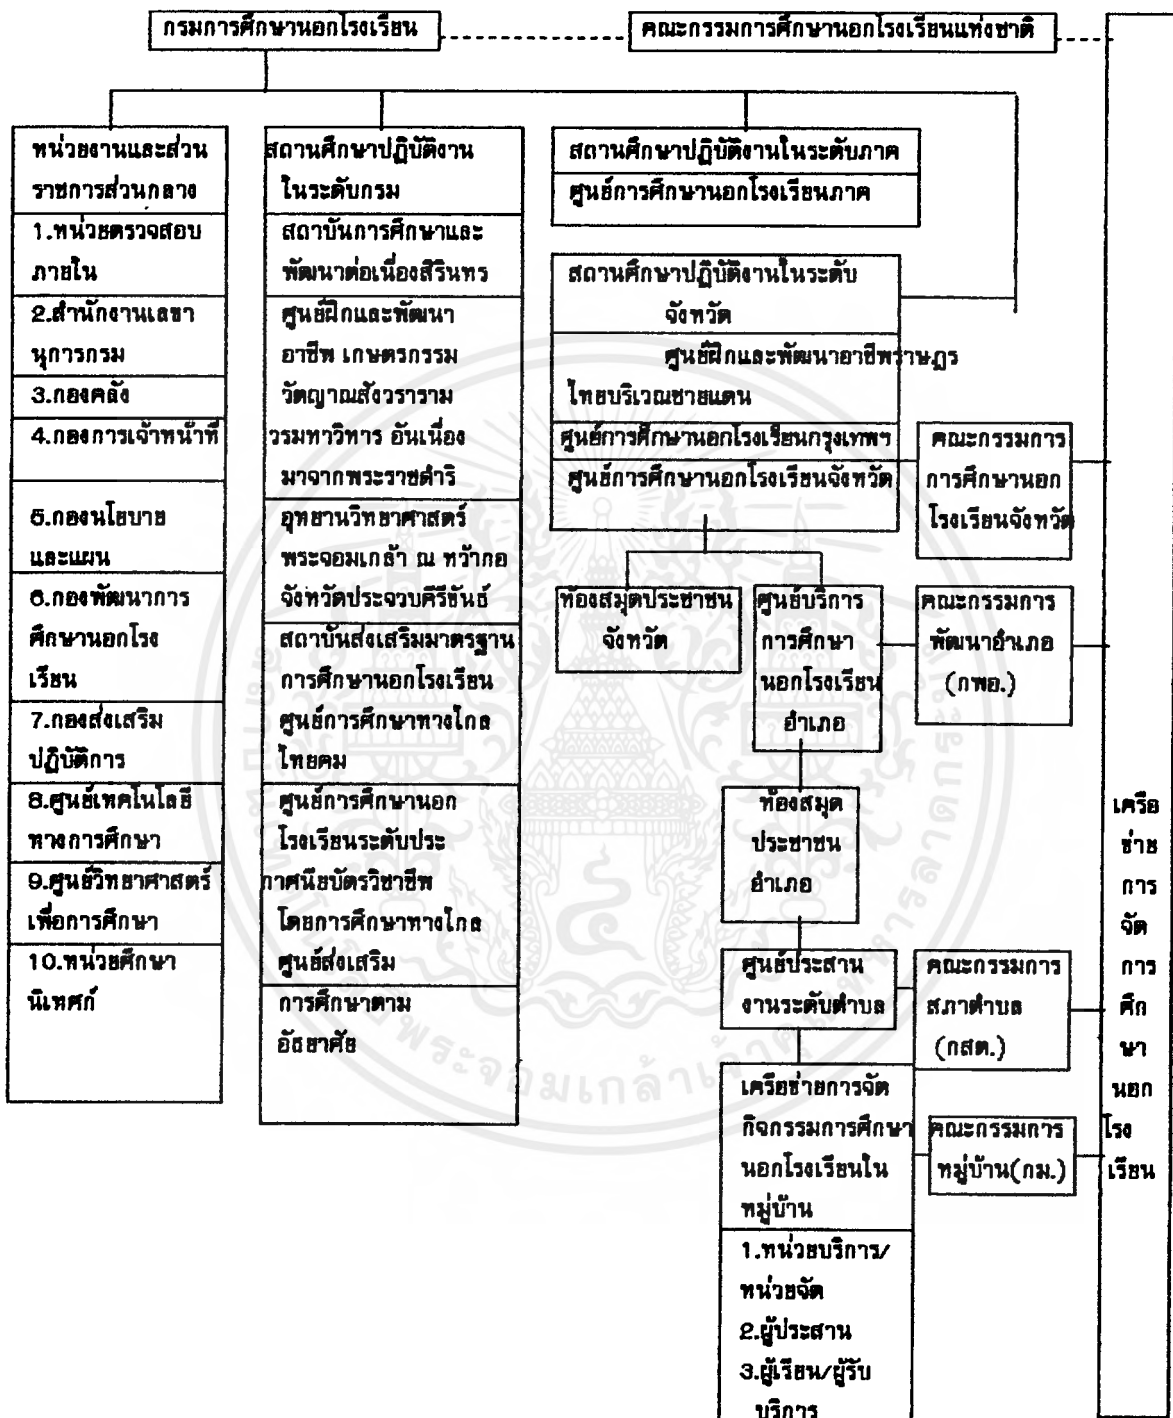 กรมการศึกษานอกโรงเรียน
คณะกรรมการศึกษานอกโรงเรียนแห่งชาติ
หน่วยงานและส่วน
ราชการส่วนกลาง
1.หน่วยตรวจสอบ
ภายใน
2.สำนักงานเลขา
นุการกรม
3.กองคลัง
4.กองการเจ้าหน้าที่
5.กองนโยบาย
และแผน
6.กองพัฒนาการ
ศึกษานอกโรง
เรียน
7.กองส่งเสริม
ปฏิบัติการ
8.ศูนย์เทคโนโลยี
ทางการศึกษา
9.ศูนย์วิทยาศาสตร์
เพื่อการศึกษา
10.หน่วยศึกษา
นิเทศก์
สถานศึกษาปฏิบัติงาน
ในระดับกรม
สถาบันการศึกษาและ
พัฒนาต่อเนื่องสิรินทร
ศูนย์ฝึกและพัฒนา
อาชีพ เกษตรกรรม
วัดญาณสังวราราม
วรมหาวิหาร อันเนื่อง
มาจากพระราชดำริ
อุทยานวิทยาศาสตร์
พระจอมเกล้า ณ หว้ากอ
จังหวัดประจวบคีรีขันธ์
สถาบันส่งเสริมมาตรฐาน
การศึกษานอกโรงเรียน
ศูนย์การศึกษาทางไกล
ไทยคม
ศูนย์การศึกษานอก
โรงเรียนระดับประ
กาศนียบัตรวิชาชีพ
โดยการศึกษาทางไกล
ศูนย์ส่งเสริม
การศึกษาตาม
อัธยาศัย
สถานศึกษาปฏิบัติงานในระดับภาค
ศูนย์การศึกษานอกโรงเรียนภาค
สถานศึกษาปฏิบัติงานในระดับ
จังหวัด
ศูนย์ฝึกและพัฒนาอาชีพราษฎร
ไทยบริเวณชายแดน
ศูนย์การศึกษานอกโรงเรียนกรุงเทพฯ
ศูนย์การศึกษานอกโรงเรียนจังหวัด
คณะกรรมการ
การศึกษานอก
โรงเรียนจังหวัด
ห้องสมุดประชาชน
จังหวัด
ศูนย์บริการ
การศึกษา
นอกโรงเรียน
อำเภอ
คณะกรรมการ
พัฒนาอำเภอ
(กพอ.)
ห้องสมุด
ประชาชน
อำเภอ
ศูนย์ประสาน
งานระดับตำบล
คณะกรรมการ
สภาตำบล
(กสต.)
เครือข่ายการจัด
กิจกรรมการศึกษา
นอกโรงเรียนใน
หมู่บ้าน
คณะกรรมการ
หมู่บ้าน(กม.)
1.หน่วยบริการ/
หน่วยจัด
2.ผู้ประสาน
3.ผู้เรียน/ผู้รับ
บริการ
เครือ
ข่าย
การ
จัด
การ
ศึก
ษา
นอก
โรง
เรียน
พระจอมเกล้าเจ้า